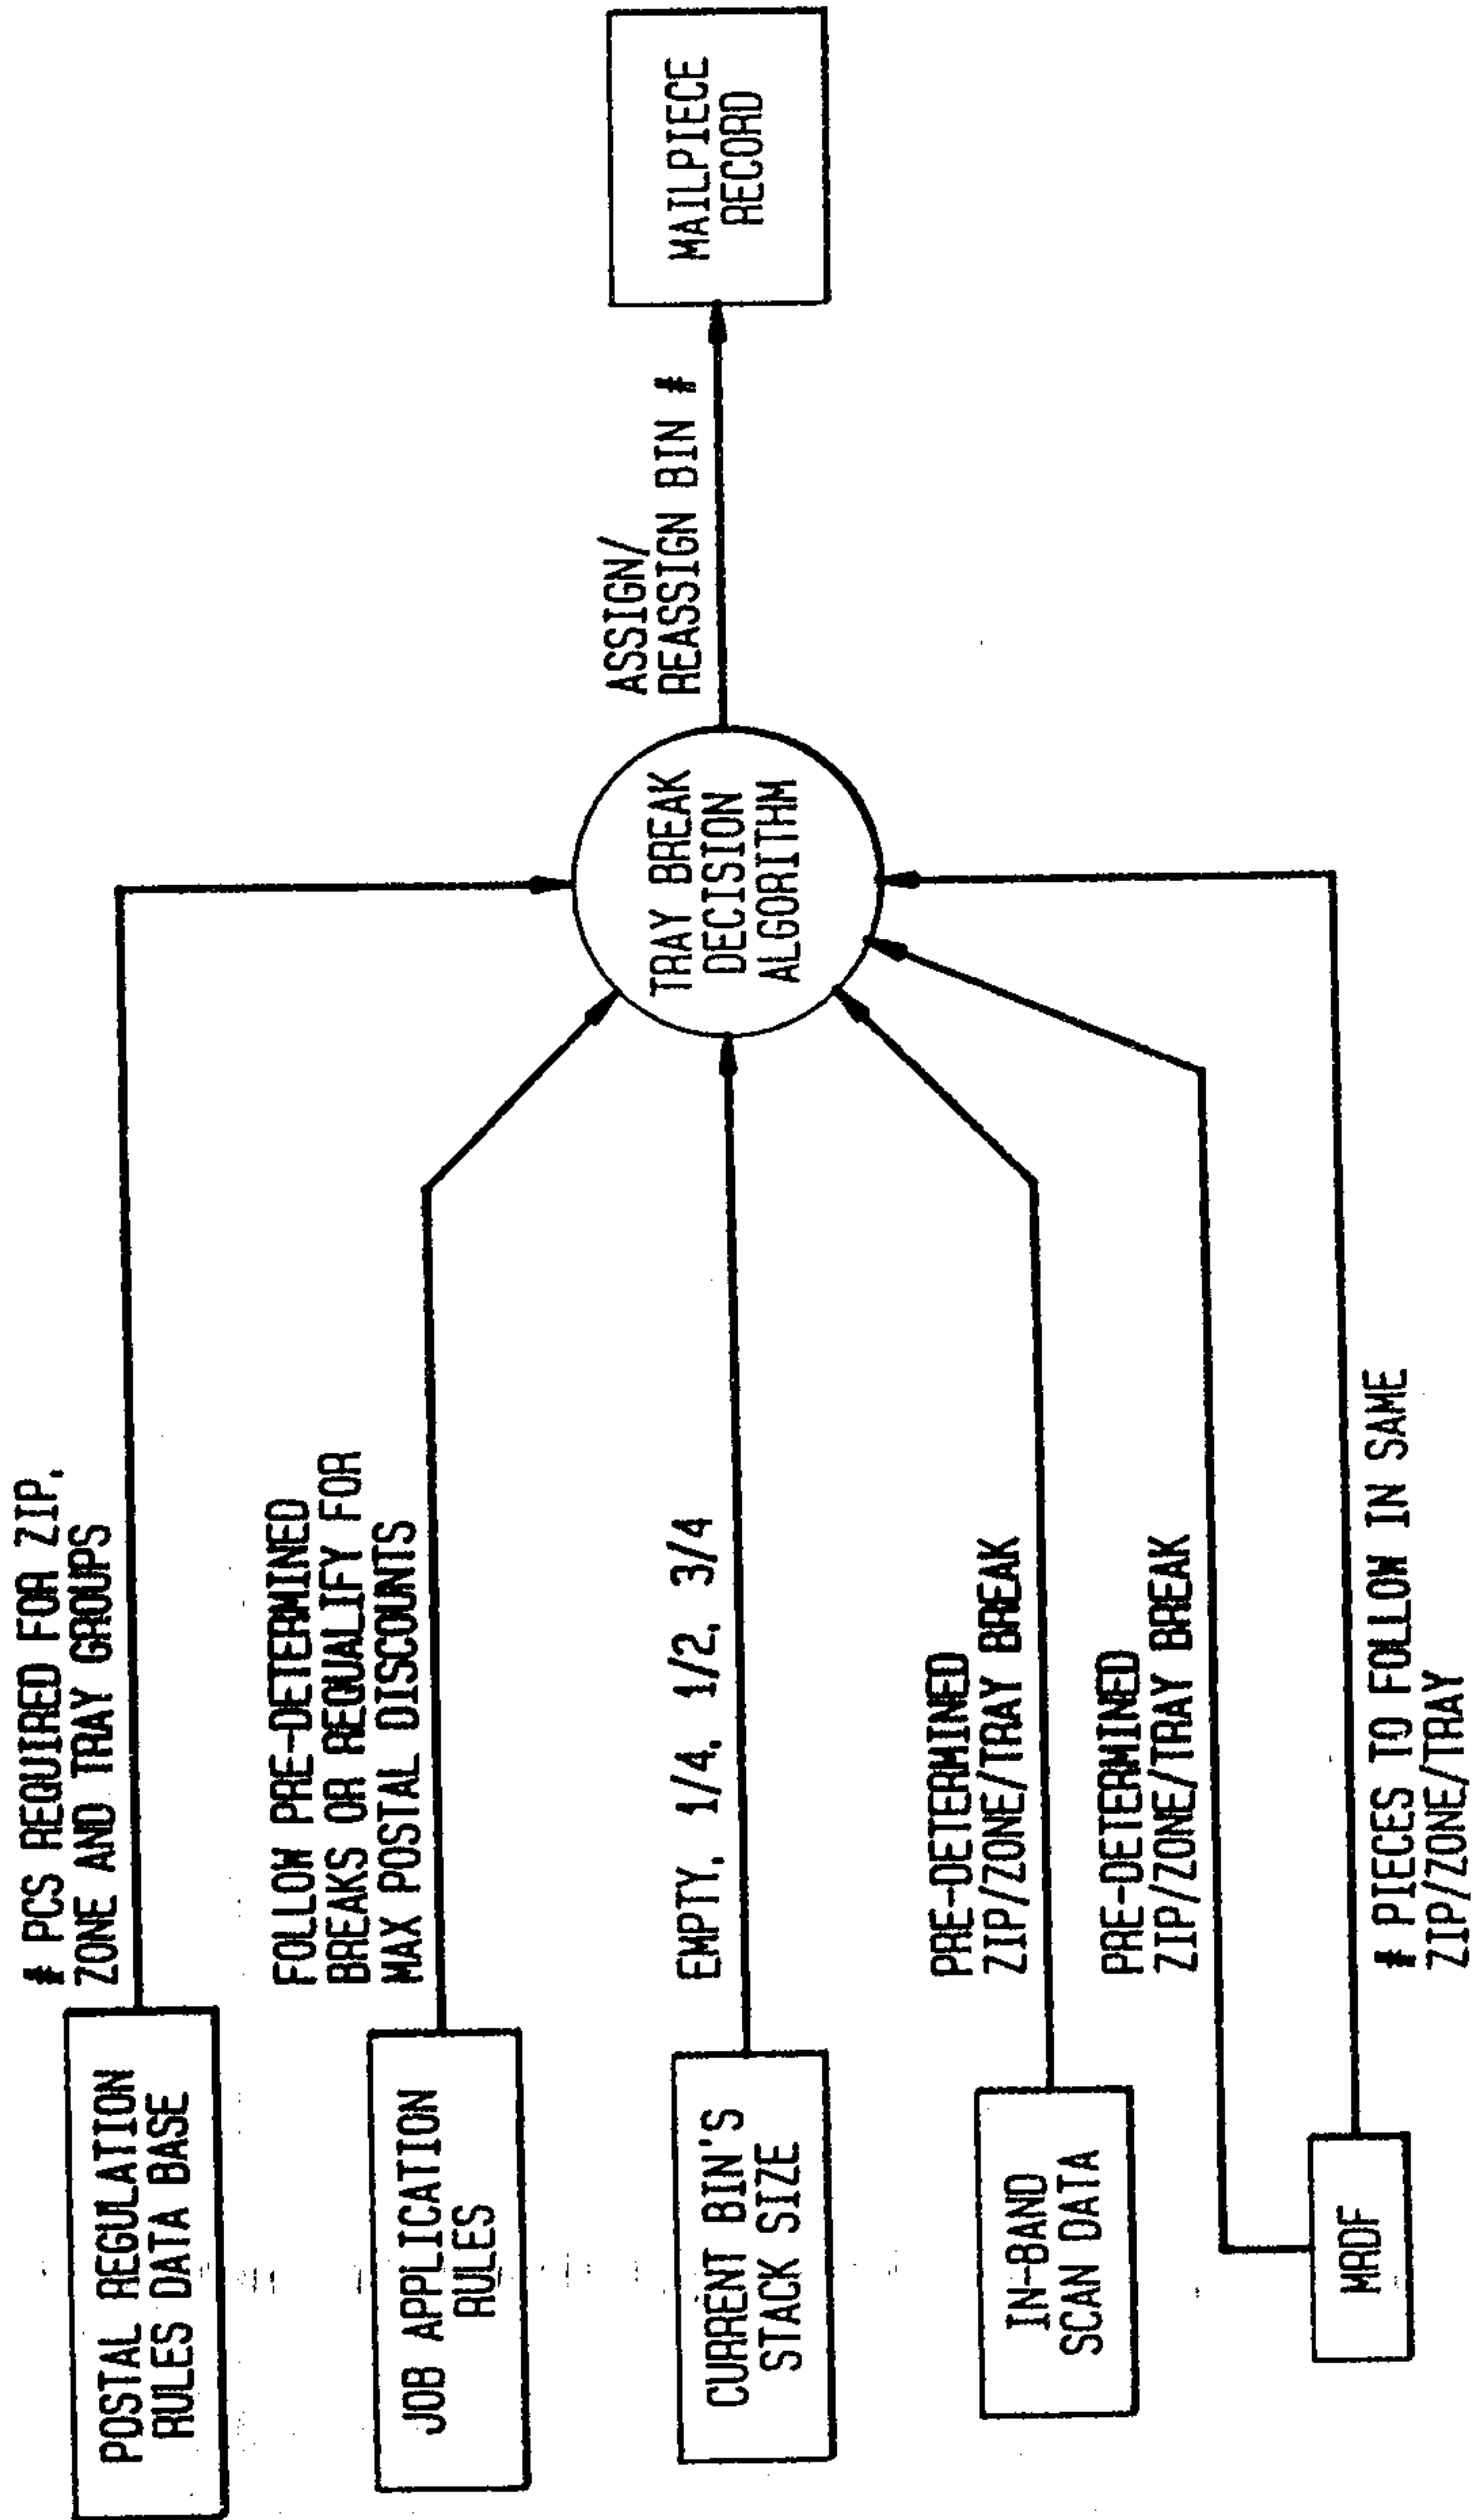 POSTAL REGULATION
RULES DATA BASE
# PCS REQUIRED FOR ZIP,
ZONE AND TRAY GROUPS
JOB APPLICATION
RULES
FOLLOW PRE-DETERMINED
BREAKS OR REQUALIFY FOR
MAX POSTAL DISCOUNTS
CURRENT BIN'S
STACK SIZE
EMPTY, 1/4, 1/2, 3/4
IN-BAND
SCAN DATA
PRE-DETERMINED
ZIP/ZONE/TRAY BREAK
MRDF
PRE-DETERMINED
ZIP/ZONE/TRAY BREAK
# PIECES TO FOLLOW IN SAME
ZIP/ZONE/TRAY
TRAY BREAK
DECISION
ALGORITHM
ASSIGN/
REASSIGN BIN #
MAILPIECE
RECORD